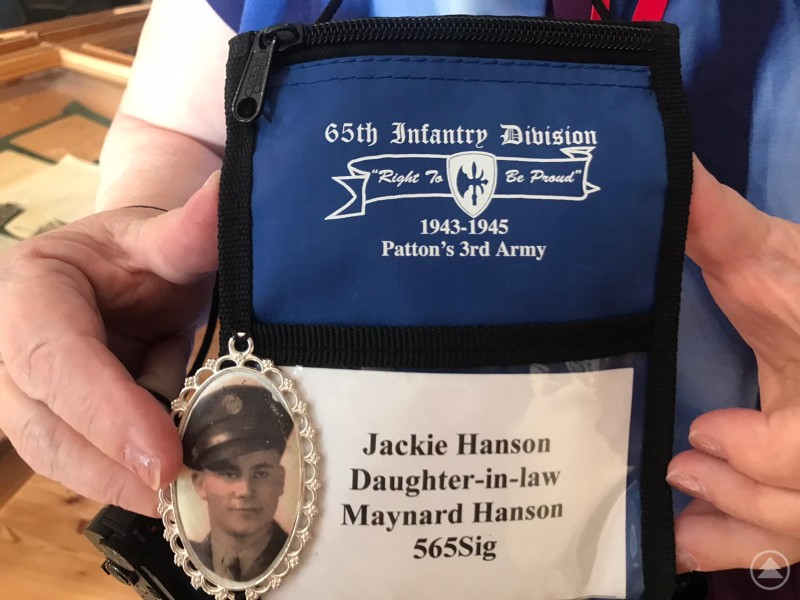 65th Infantry Division
"Right To Be Proud"
1943-1945
Patton's 3rd Army
Jackie Hanson
Daughter-in-law
Maynard Hanson
565Sig